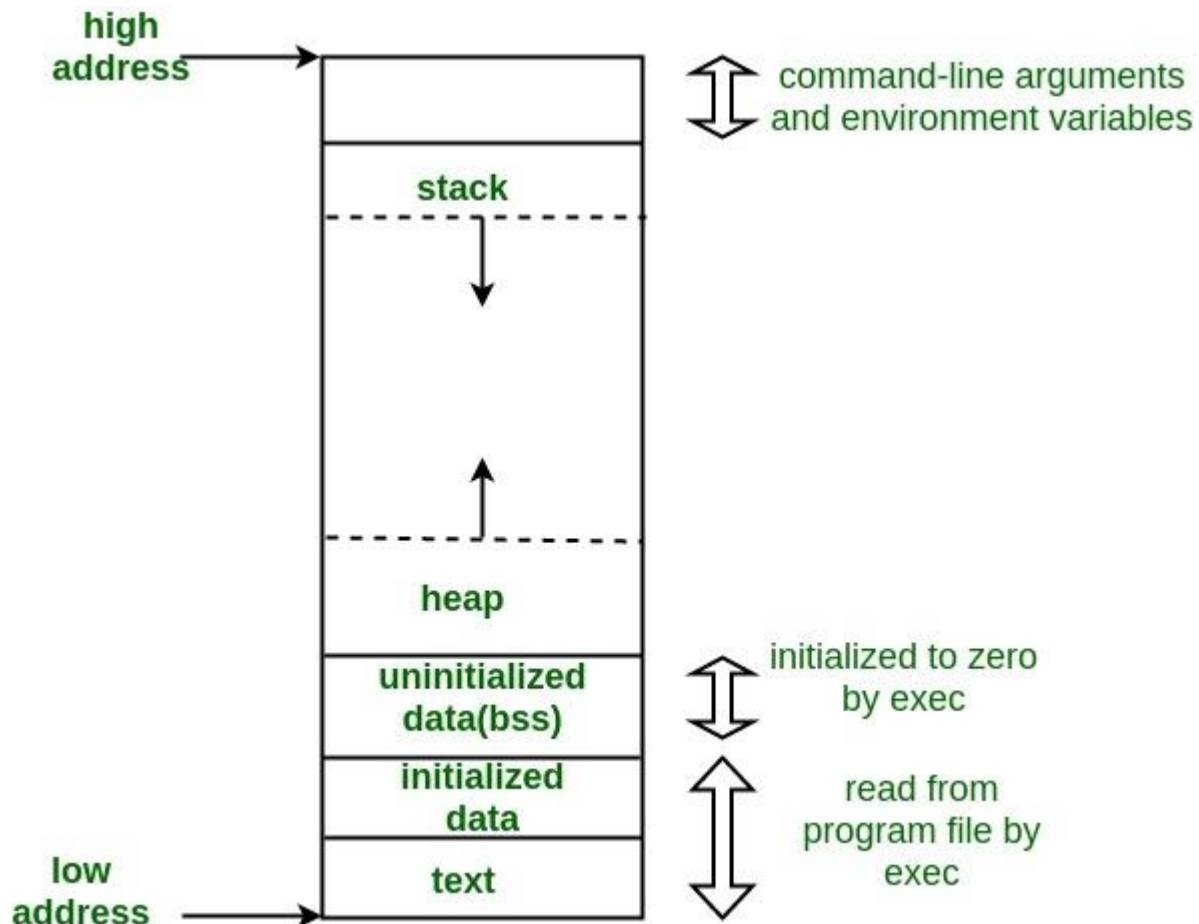 high
address
command-line arguments
and environment variables
stack
heap
uninitialized
data(bss)
initialized to zero
by exec
initialized
data
read from
program file by
exec
text
low
address